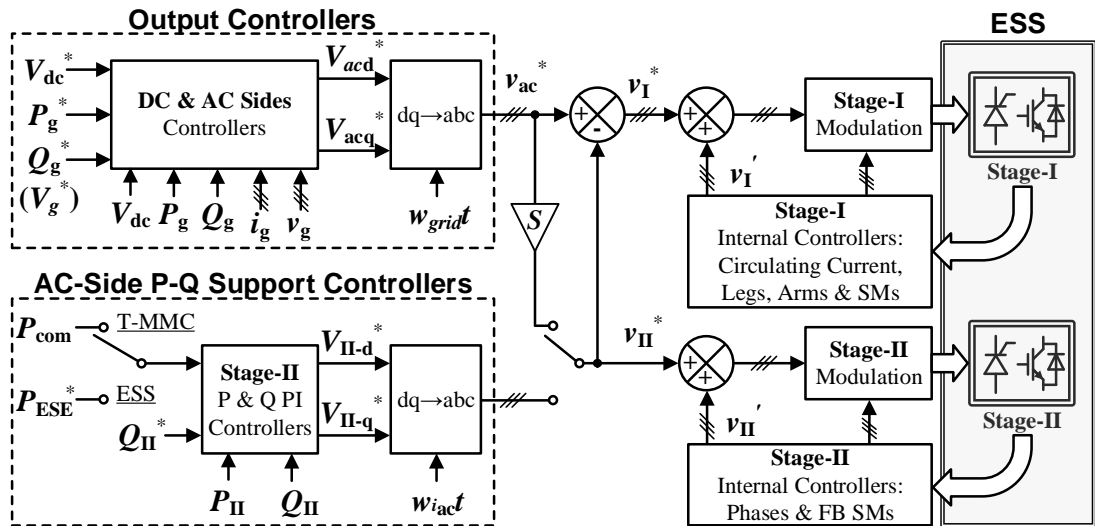 Output Controllers
V_dc*
P_g*
Q_g*
(V_g*)
DC & AC Sides
Controllers
V_acd*
V_acq*
dq→abc
V_dc
P_g
Q_g
i_g
v_g
w_grid t
v_ac*
S
+
-
v_I*
+
+
v_I'
Stage-I
Modulation
Stage-I
Internal Controllers:
Circulating Current,
Legs, Arms & SMs
ESS
Stage-I
AC-Side P-Q Support Controllers
P_com
T-MMC
P_ESE*
ESS
Q_II*
Stage-II
P & Q PI
Controllers
V_II-d*
V_II-q*
dq→abc
P_II
Q_II
w_iac t
v_II*
+
+
v_II'
Stage-II
Modulation
Stage-II
Internal Controllers:
Phases & FB SMs
Stage-II